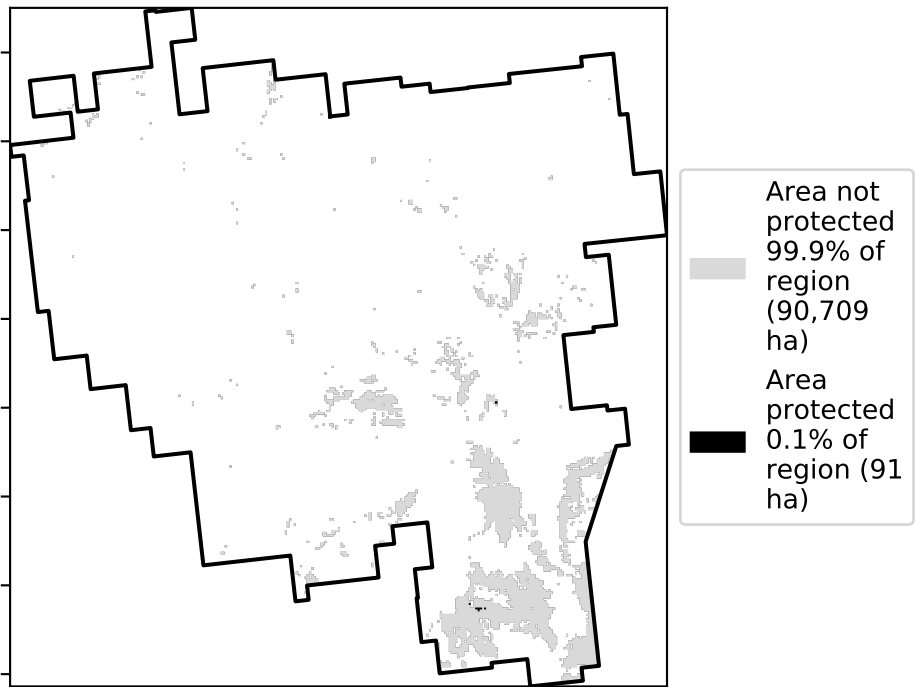 Area not
protected
99.9% of
region
(90,709
ha)
Area
protected
0.1% of
region (91
ha)